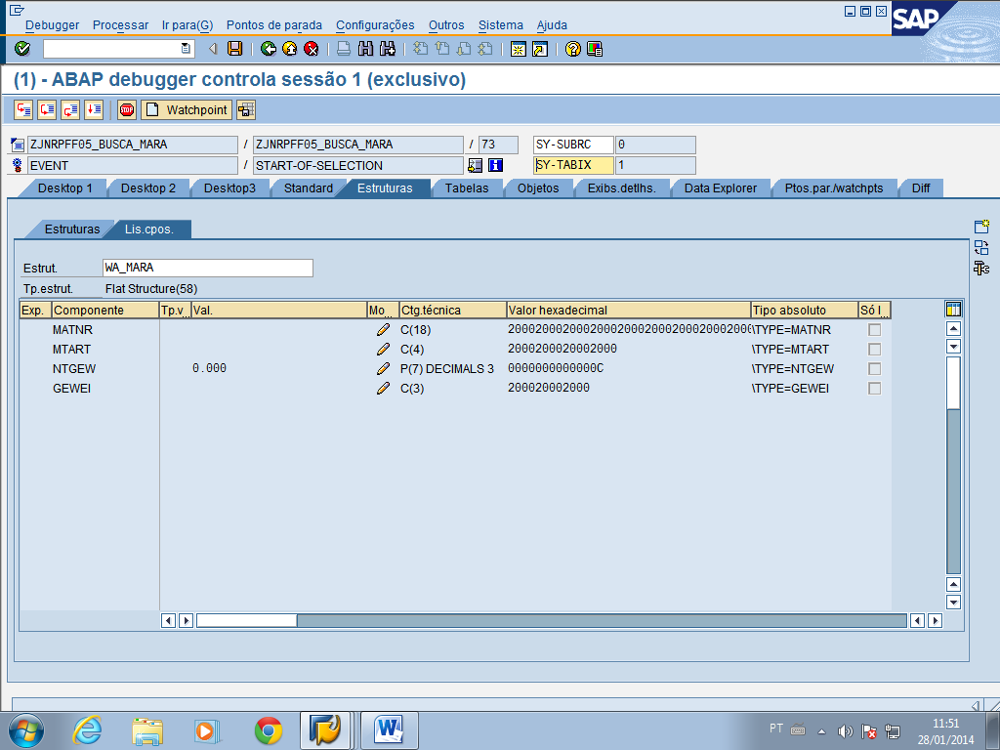 Debugger Processar Ir para(G) Pontos de parada Configurações Outros Sistema Ajuda
SAP
(1) - ABAP debugger controla sessão 1 (exclusivo)
Watchpoint
ZJNRPFF05_BUSCA_MARA / ZJNRPFF05_BUSCA_MARA / 73 SY-SUBRC 0
EVENT / START-OF-SELECTION SY-TABIX 1
Desktop 1 Desktop 2 Desktop3 Standard Estruturas Tabelas Objetos Exibs.detlhs. Data Explorer Ptos.par./watchpts Diff
Estruturas Lis.cpos.
Estrut. WA_MARA
Tp.estrut. Flat Structure(58)
Exp. Componente Tp.v... Val. Mo... Ctg.técnica Valor hexadecimal Tipo absoluto Só l...
MATNR C(18) 200020002000200020002000200020002000 \TYPE=MATNR
MTART C(4) 2000200020002000 \TYPE=MTART
NTGEW 0.000 P(7) DECIMALS 3 0000000000000C \TYPE=NTGEW
GEWEI C(3) 200020002000 \TYPE=GEWEI
W
PT 11:51
28/01/2014